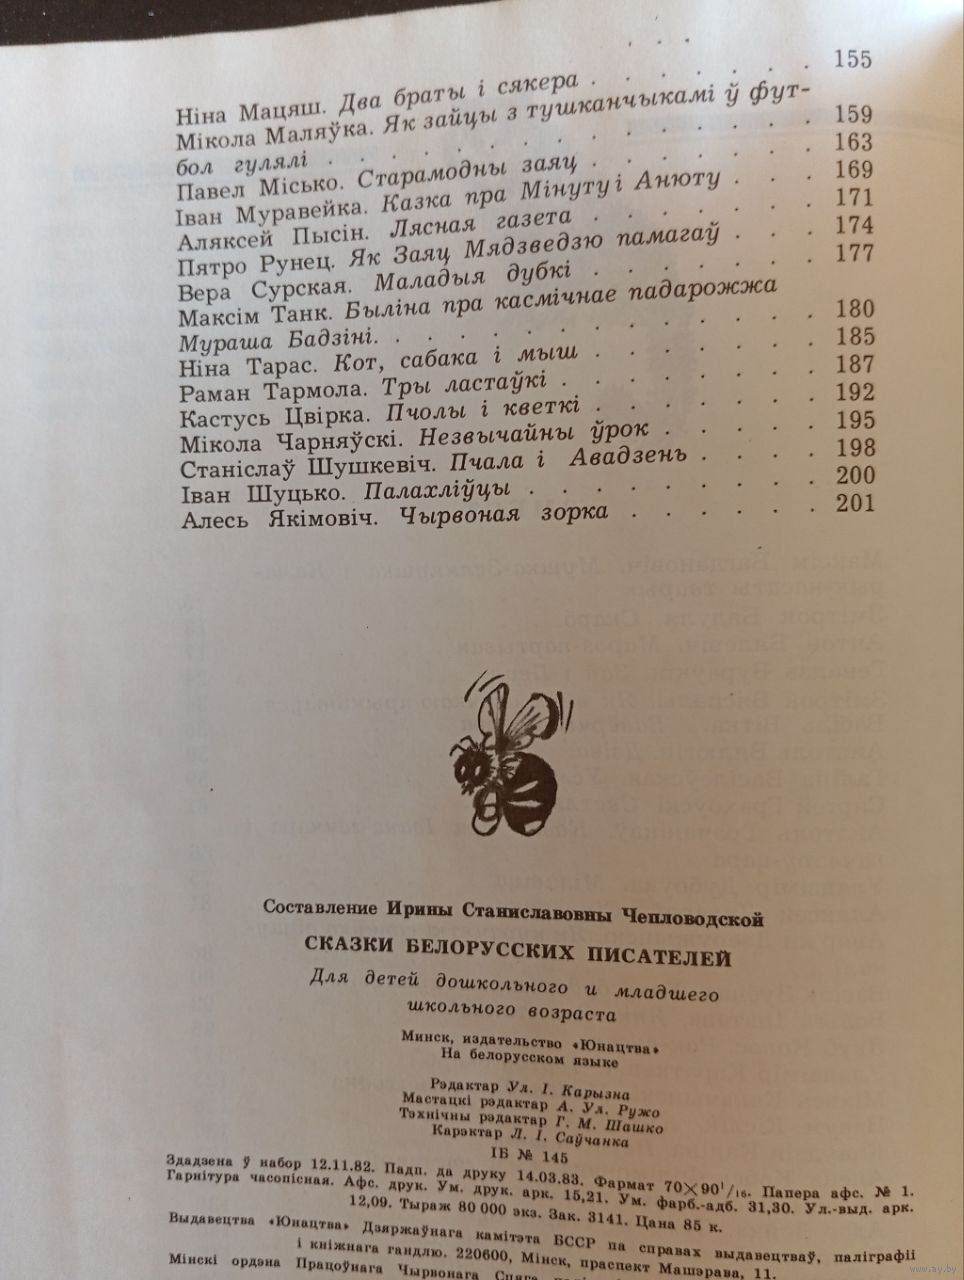 Ніна Мацяш. Два браты і сякера . . . . . . . 155
Мікола Маляўка. Як зайцы з тушканчыкамі ў фут-
бол гулялі . . . . . . . . . . . . . 159
Павел Місько. Старамодны заяц . . . . . . . 163
Іван Муравейка. Казка пра Мінуту і Анюту . . . 169
Аляксей Пысін. Лясная газета . . . . . . . 171
Пятро Рунец. Як Заяц Мядзведзю памагаў . . . 174
Вера Сурская. Маладыя дубкі . . . . . . . 177
Максім Танк. Быліна пра касмічнае падарожжа
Мураша Бадзіні. . . . . . . . . . . . 180
Ніна Тарас. Кот, сабака і мыш . . . . . . . 185
Раман Тармола. Тры ластаўкі . . . . . . . 187
Кастусь Цвірка. Пчолы і кветкі . . . . . . . 192
Мікола Чарняўскі. Незвычайны ўрок . . . . . 195
Станіслаў Шушкевіч. Пчала і Авадзень . . . . 198
Іван Шуцько. Палахліўцы . . . . . . . . 200
Алесь Якімовіч. Чырвоная зорка . . . . . . 201
Составление Ирины Станиславовны Чепловодской
СКАЗКИ БЕЛОРУССКИХ ПИСАТЕЛЕЙ
Для детей дошкольного и младшего
школьного возраста
Минск, издательство «Юнацтва»
На белорусском языке
Рэдактар Ул. І. Карызна
Мастацкі рэдактар А. Ул. Ружо
Тэхнічны рэдактар Г. М. Шашко
Карэктар Л. І. Саўчанка
ІБ № 145
Здадзена ў набор 12.11.82. Падп. да друку 14.03.83. Фармат 70×90¹/₁₆. Папера афс. № 1.
Гарнітура часопісная. Афс. друк. Ум. друк. арк. 15,21. Ум. фарб.-адб. 31,30. Ул.-выд. арк.
12,09. Тыраж 80 000 экз. Зак. 3141. Цана 85 к.
Выдавецтва «Юнацтва» Дзяржаўнага камітэта БССР па справах выдавецтваў, паліграфіі
і кніжнага гандлю. 220600, Мінск, праспект Машэрава, 11.
Мінскі ордэна Працоўнага Чырвонага Сцяга
www.ay.by